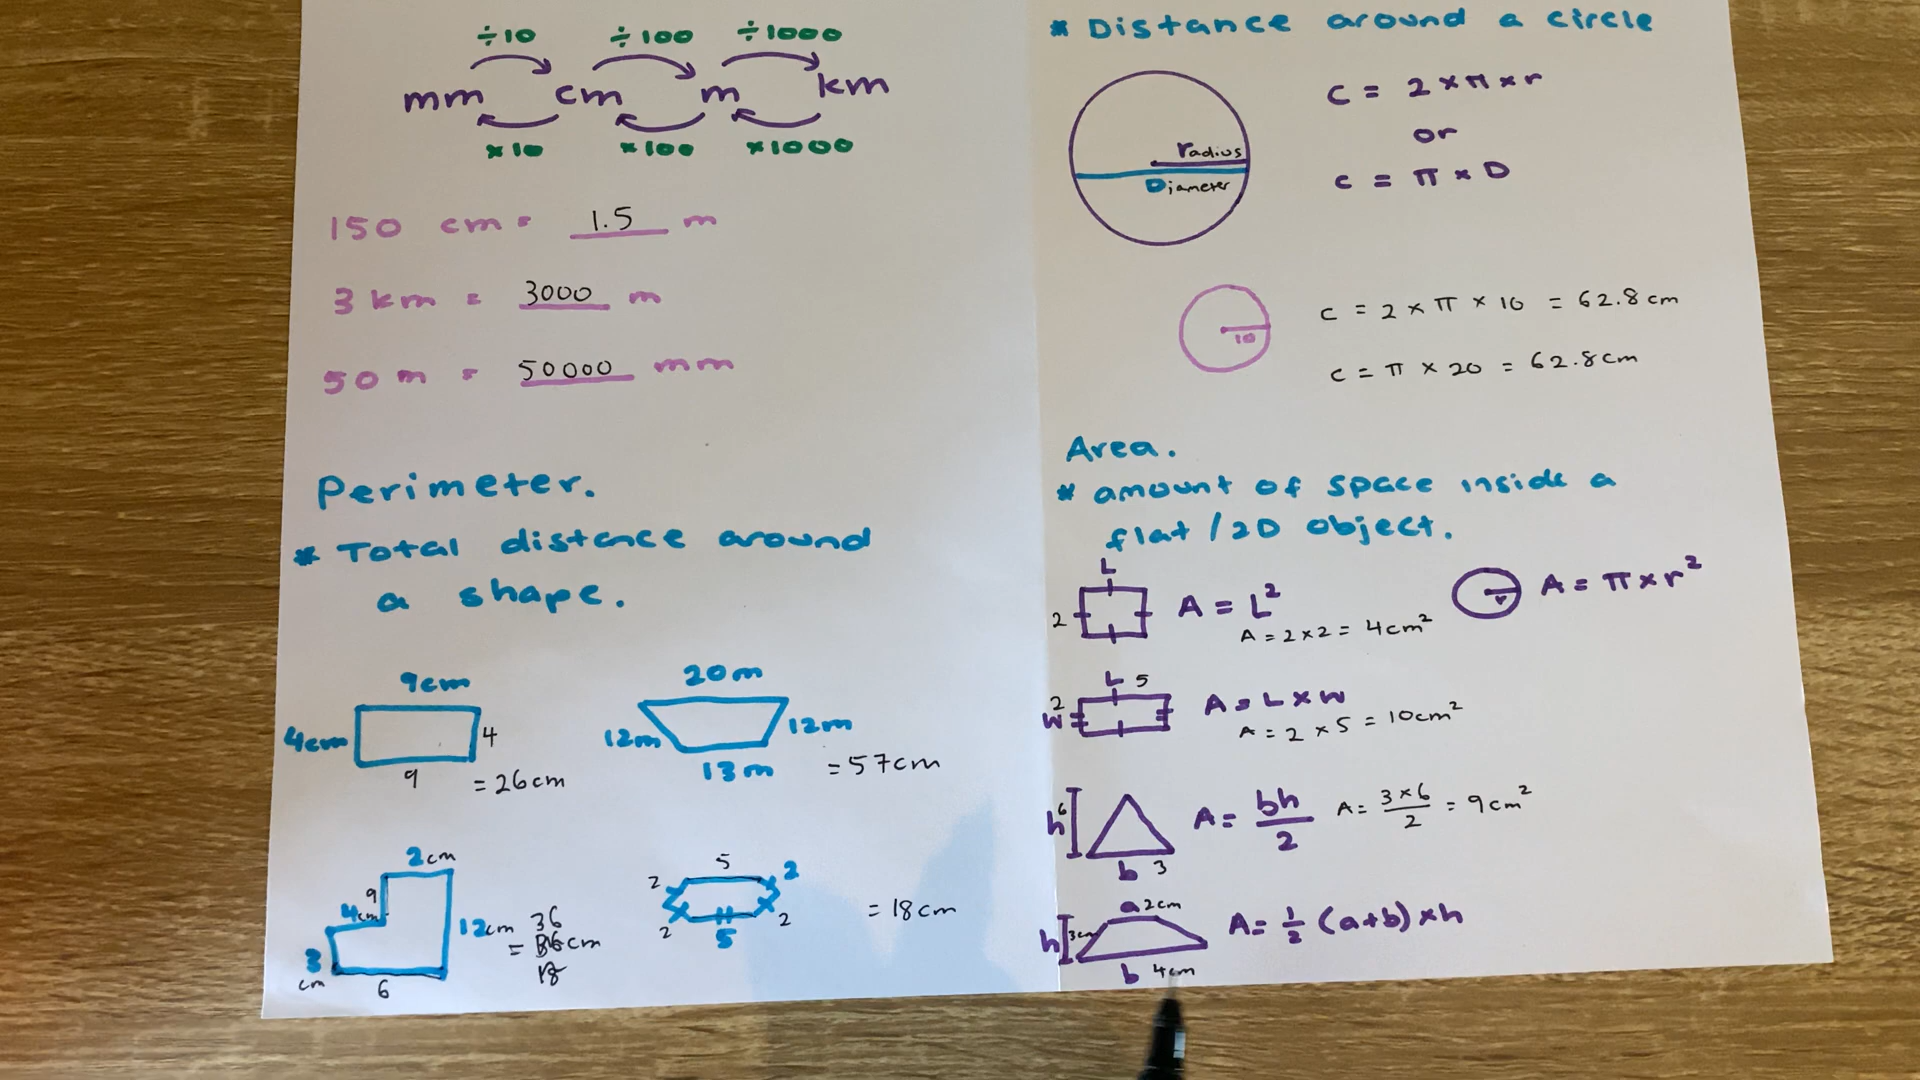 ÷10 ÷100 ÷1000
mm cm m km
×10 ×100 ×1000
150 cm = 1.5 m
3 km = 3000 m
50 m = 50000 mm
Perimeter.
* Total distance around
a shape.
9cm
4cm 4
9 = 26cm
20m
12m 12m
13m = 57cm
2cm
9
4cm
12cm 36
3 = cm
cm 6 18
5
2 2
2 2
5 = 18cm
* Distance around a circle
radius
Diameter
C = 2 × π × r
or
C = π × D
10
C = 2 × π × 10 = 62.8 cm
C = π × 20 = 62.8cm
Area.
* amount of space inside a
flat / 2D object.
L
2 A = L²
A = 2 × 2 = 4cm²
r A = π × r²
L 5
2
W A = L × W
A = 2 × 5 = 10cm²
h 6 A = bh/2 A = 3 × 6/2 = 9cm²
b 3
a 2cm
h 3cm A = ½ (a+b) × h
b 4cm